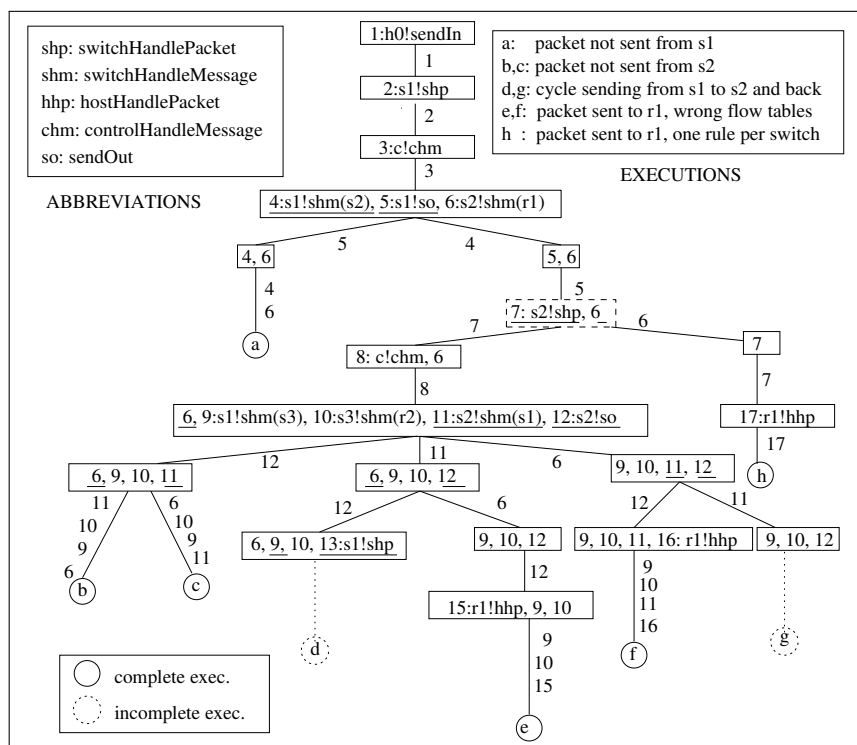 shp: switchHandlePacket
shm: switchHandleMessage
hhp: hostHandlePacket
chm: controlHandleMessage
so: sendOut
ABBREVIATIONS
a: packet not sent from s1
b,c: packet not sent from s2
d,g: cycle sending from s1 to s2 and back
e,f: packet sent to r1, wrong flow tables
h : packet sent to r1, one rule per switch
EXECUTIONS
1:h0!sendIn
1
2:s1!shp
2
3:c!chm
3
4:s1!shm(s2), 5:s1!so, 6:s2!shm(r1)
5
4
4, 6
5, 6
4
6
a
5
7: s2!shp, 6
7
6
8: c!chm, 6
7
8
7
6, 9:s1!shm(s3), 10:s3!shm(r2), 11:s2!shm(s1), 12:s2!so
17:r1!hhp
17
h
12
11
6
6, 9, 10, 11
6, 9, 10, 12
9, 10, 11, 12
11
10
9
6
b
6
10
9
11
c
12
6
12
11
6, 9, 10, 13:s1!shp
9, 10, 12
9, 10, 11, 16: r1!hhp
9, 10, 12
d
12
15:r1!hhp, 9, 10
9
10
15
e
9
10
11
16
f
g
complete exec.
incomplete exec.